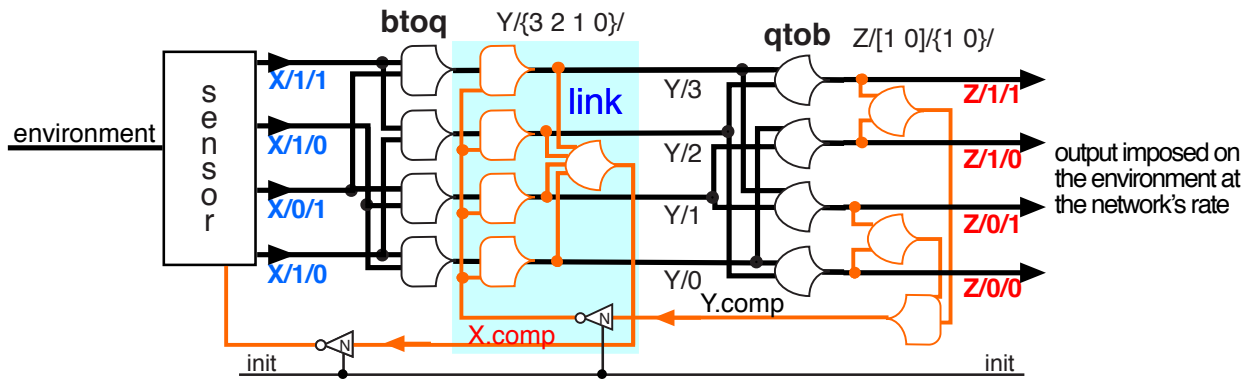 btoq
Y/{3 2 1 0}/
qtob
Z/[1 0]/{1 0}/
sensor
X/1/1
link
Y/3
Z/1/1
environment
X/1/0
Y/2
Z/1/0
output imposed on
the environment at
the network's rate
X/0/1
Y/1
Z/0/1
X/1/0
Y/0
Z/0/0
Y.comp
N
X.comp
N
init
init